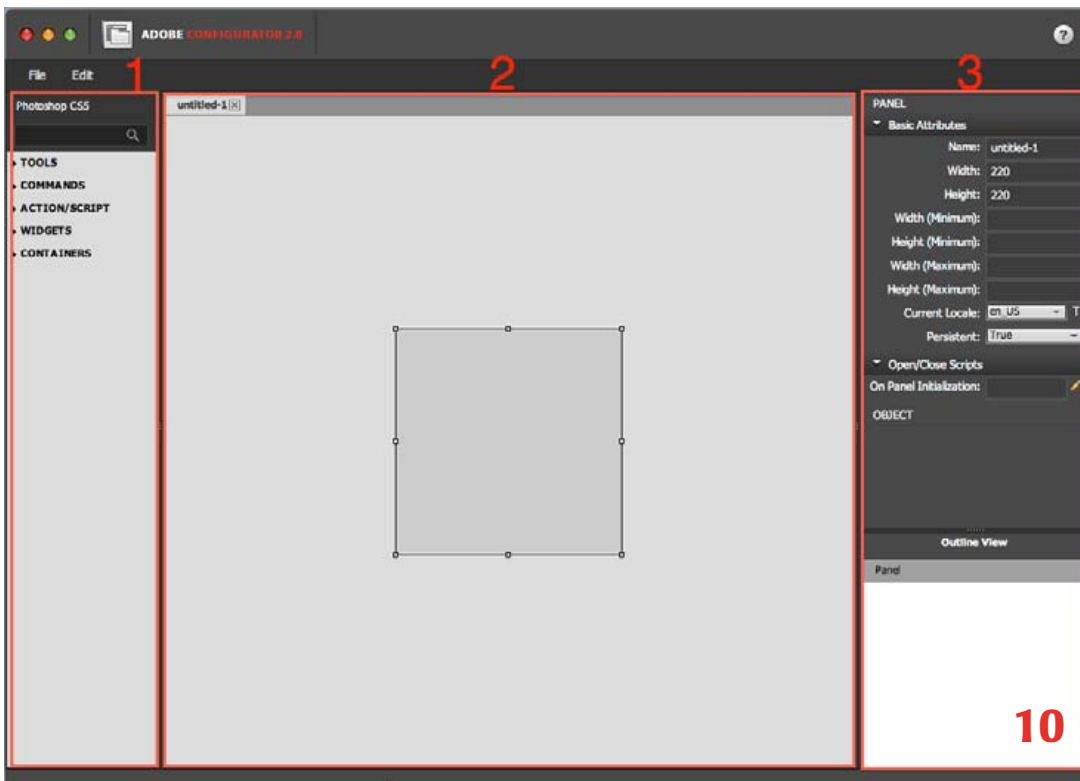 ADOBE CONFIGURATOR 2.0
?
File Edit
1
2
3
Photoshop CS5
TOOLS
COMMANDS
ACTION/SCRIPT
WIDGETS
CONTAINERS
untitled-1
PANEL
Basic Attributes
Name: untitled-1
Width: 220
Height: 220
Width (Minimum):
Height (Minimum):
Width (Maximum):
Height (Maximum):
Current Locale: en_US T
Persistent: True
Open/Close Scripts
On Panel Initialization:
OBJECT
Outline View
Panel
10